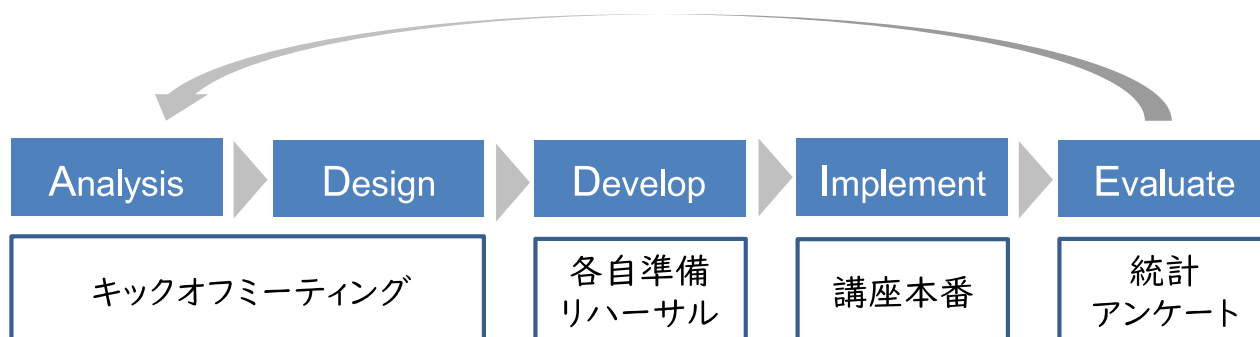 Analysis
Design
Develop
Implement
Evaluate
キックオフミーティング
各自準備
リハーサル
講座本番
統計
アンケート